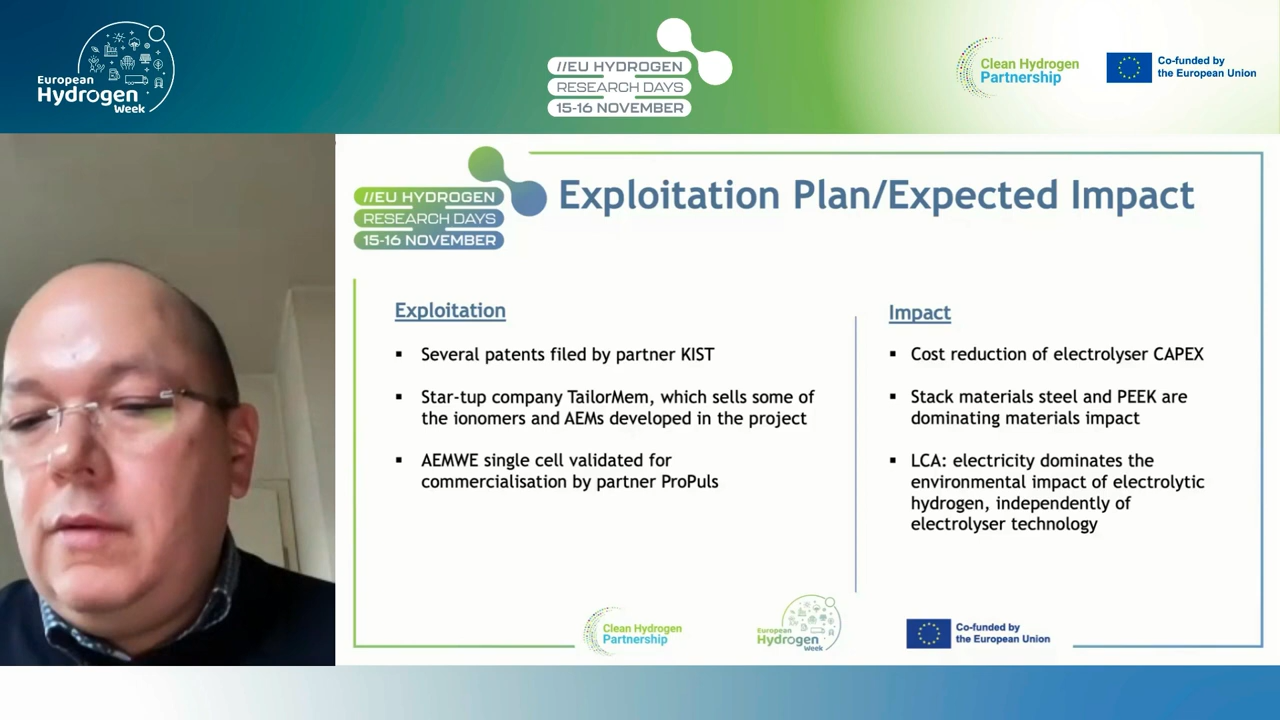 European
Hydrogen
Week
//EU HYDROGEN
RESEARCH DAYS
15-16 NOVEMBER
Clean Hydrogen
Partnership
Co-funded by
the European Union
//EU HYDROGEN
RESEARCH DAYS
15-16 NOVEMBER
Exploitation Plan/Expected Impact
Exploitation
▪ Several patents filed by partner KIST
▪ Star-tup company TailorMem, which sells some of
the ionomers and AEMs developed in the project
▪ AEMWE single cell validated for
commercialisation by partner ProPuls
Impact
▪ Cost reduction of electrolyser CAPEX
▪ Stack materials steel and PEEK are
dominating materials impact
▪ LCA: electricity dominates the
environmental impact of electrolytic
hydrogen, independently of
electrolyser technology
Clean Hydrogen
Partnership
European
Hydrogen
Week
Co-funded by
the European Union